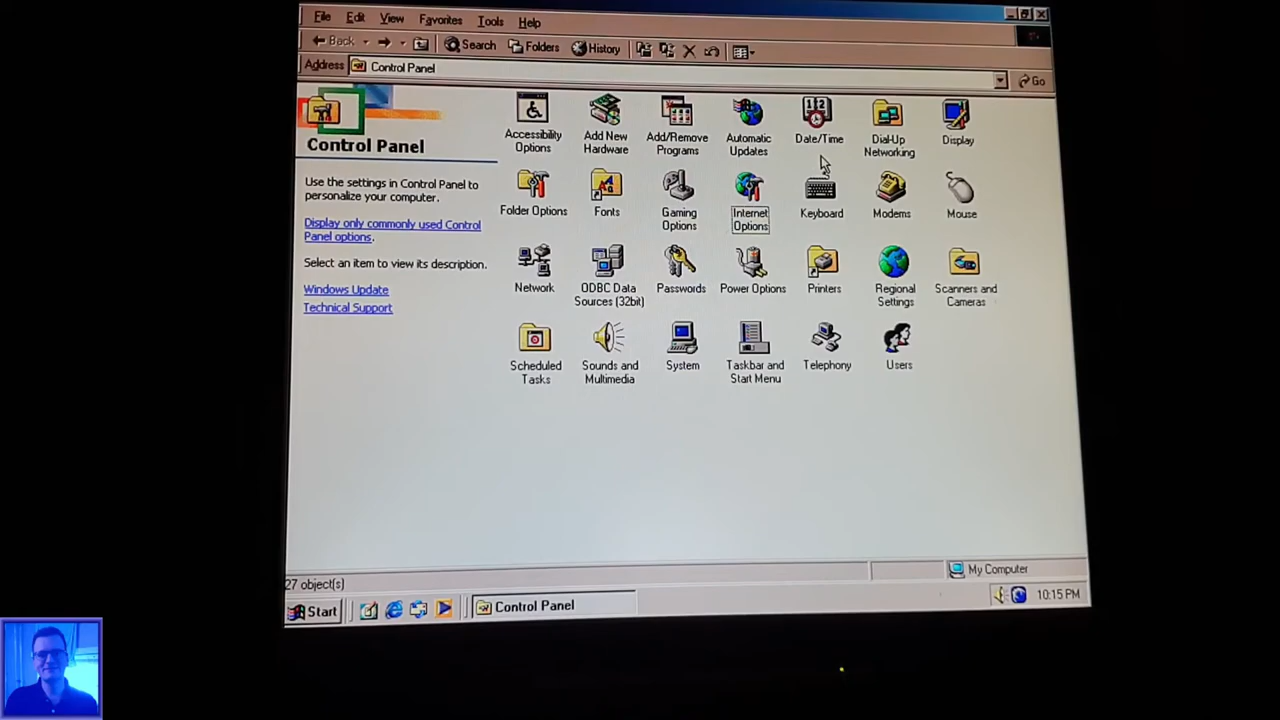 File Edit View Favorites Tools Help
Back Search Folders History
Address Control Panel Go
Control Panel
Use the settings in Control Panel to
personalize your computer.
Display only commonly used Control
Panel options.
Select an item to view its description.
Windows Update
Technical Support
Accessibility
Options
Add New
Hardware
Add/Remove
Programs
Automatic
Updates
Date/Time
Dial-Up
Networking
Display
Folder Options
Fonts
Gaming
Options
Internet
Options
Keyboard
Modems
Mouse
Network
ODBC Data
Sources (32bit)
Passwords
Power Options
Printers
Regional
Settings
Scanners and
Cameras
Scheduled
Tasks
Sounds and
Multimedia
System
Taskbar and
Start Menu
Telephony
Users
27 object(s) My Computer
Start Control Panel 10:15 PM